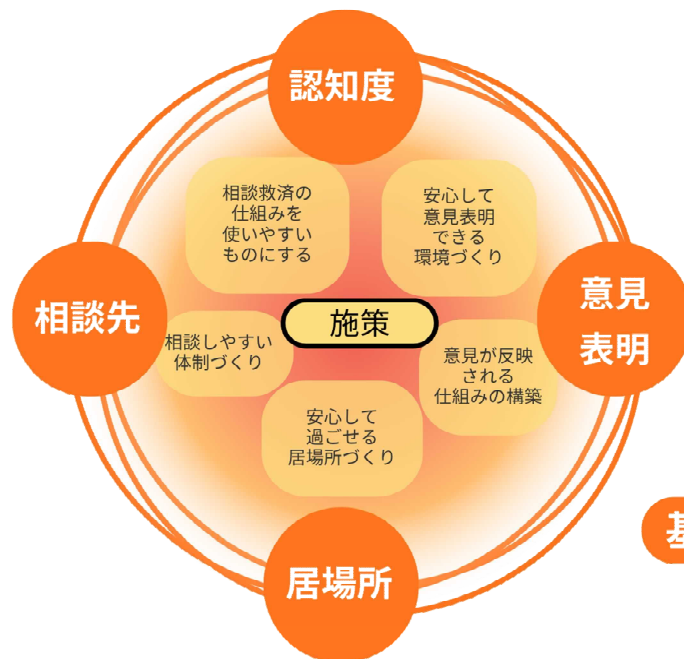 認知度
相談救済の
仕組みを
使いやすい
ものにする
安心して
意見表明
できる
環境づくり
相談先
施策
意見
表明
相談しやすい
体制づくり
意見が反映
される
仕組みの構築
安心して
過ごせる
居場所づくり
基
居場所